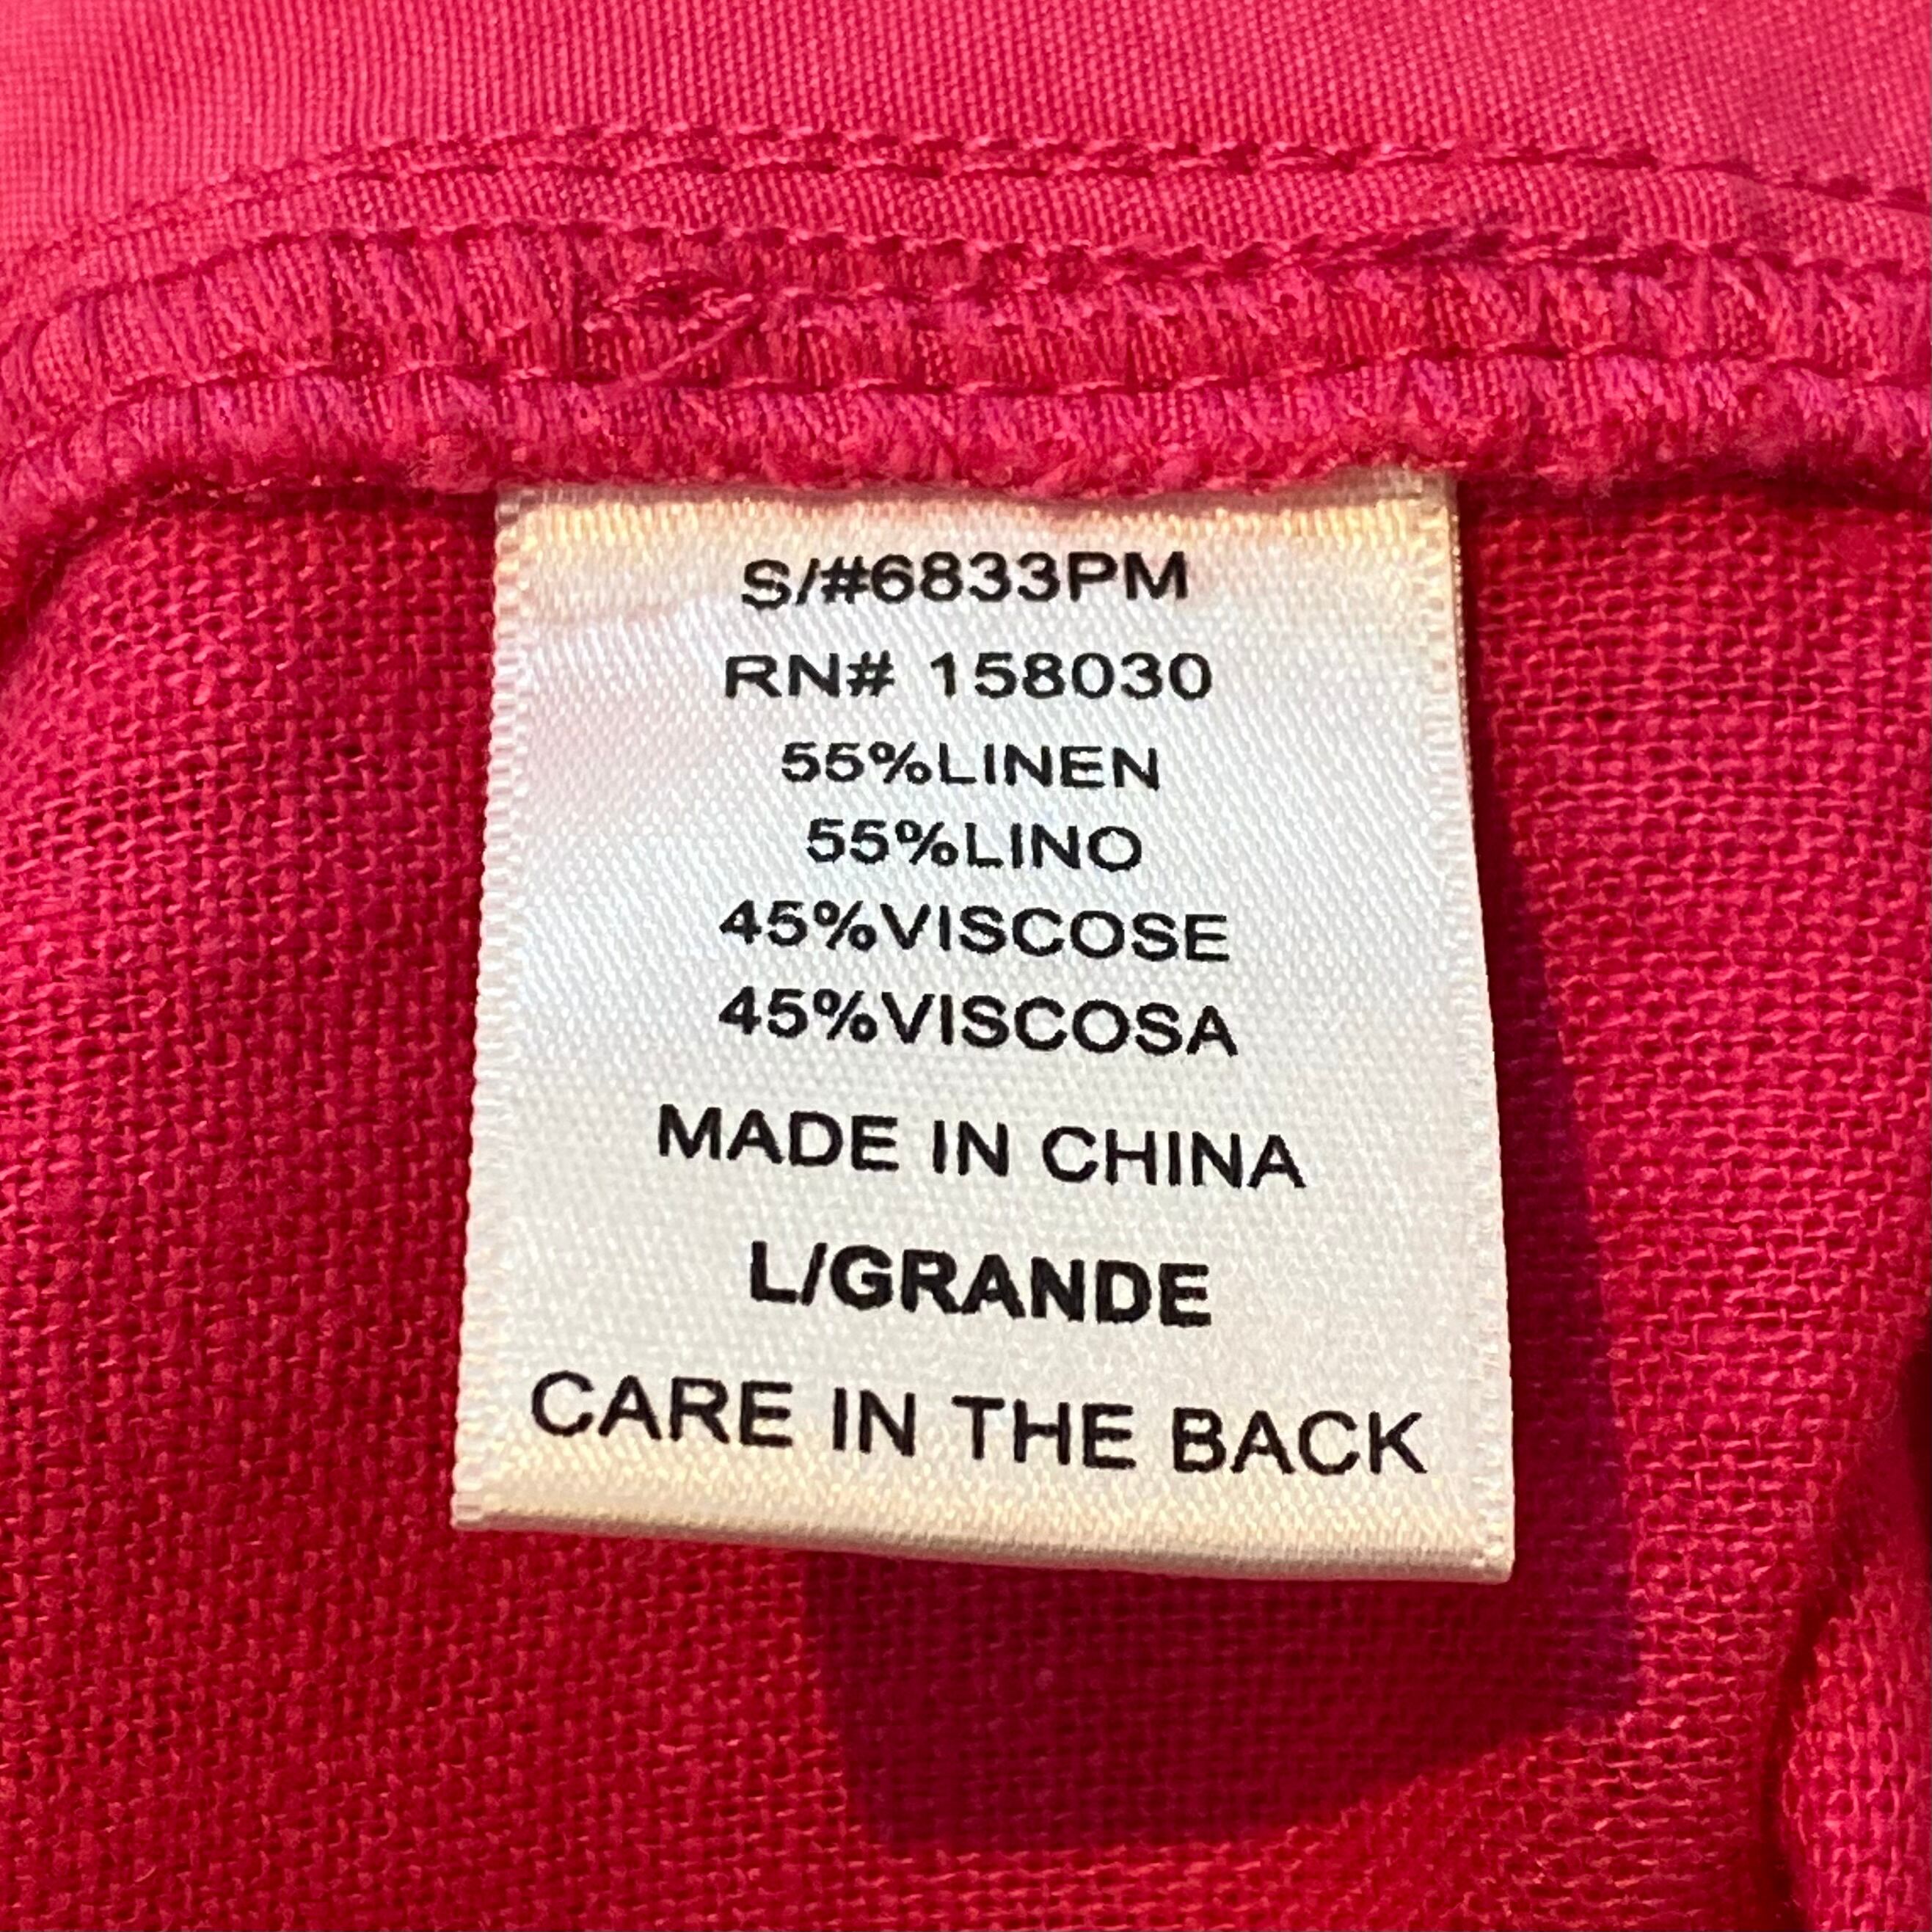 S/#6833PM
RN# 158030
55%LINEN
55%LINO
45%VISCOSE
45%VISCOSA
MADE IN CHINA
L/GRANDE
CARE IN THE BACK